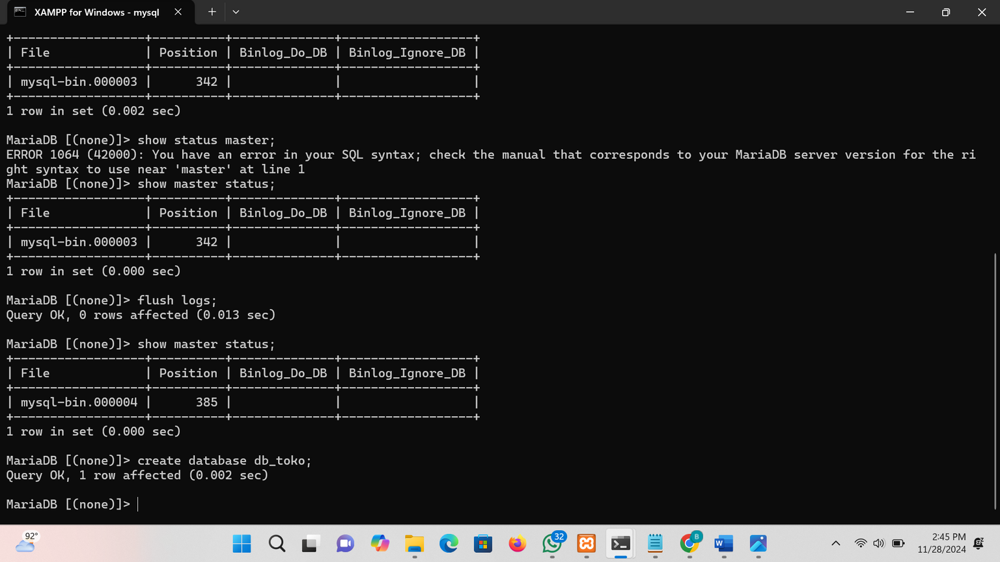 XAMPP for Windows - mysql
+------------------+----------+--------------+------------------+
| File             | Position | Binlog_Do_DB | Binlog_Ignore_DB |
+------------------+----------+--------------+------------------+
| mysql-bin.000003 |      342 |              |                  |
+------------------+----------+--------------+------------------+
1 row in set (0.002 sec)
MariaDB [(none)]> show status master;
ERROR 1064 (42000): You have an error in your SQL syntax; check the manual that corresponds to your MariaDB server version for the ri
ght syntax to use near 'master' at line 1
MariaDB [(none)]> show master status;
+------------------+----------+--------------+------------------+
| File             | Position | Binlog_Do_DB | Binlog_Ignore_DB |
+------------------+----------+--------------+------------------+
| mysql-bin.000003 |      342 |              |                  |
+------------------+----------+--------------+------------------+
1 row in set (0.000 sec)
MariaDB [(none)]> flush logs;
Query OK, 0 rows affected (0.013 sec)
MariaDB [(none)]> show master status;
+------------------+----------+--------------+------------------+
| File             | Position | Binlog_Do_DB | Binlog_Ignore_DB |
+------------------+----------+--------------+------------------+
| mysql-bin.000004 |      385 |              |                  |
+------------------+----------+--------------+------------------+
1 row in set (0.000 sec)
MariaDB [(none)]> create database db_toko;
Query OK, 1 row affected (0.002 sec)
MariaDB [(none)]>
92°
32
B
W
2:45 PM
11/28/2024